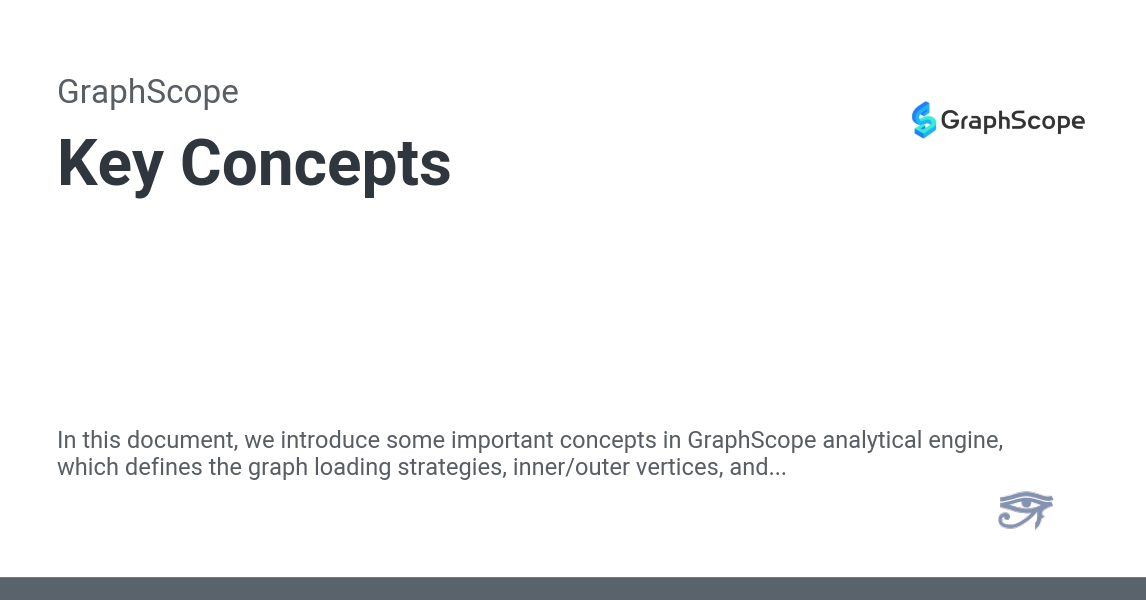 GraphScope
GraphScope
Key Concepts
In this document, we introduce some important concepts in GraphScope analytical engine,
which defines the graph loading strategies, inner/outer vertices, and...